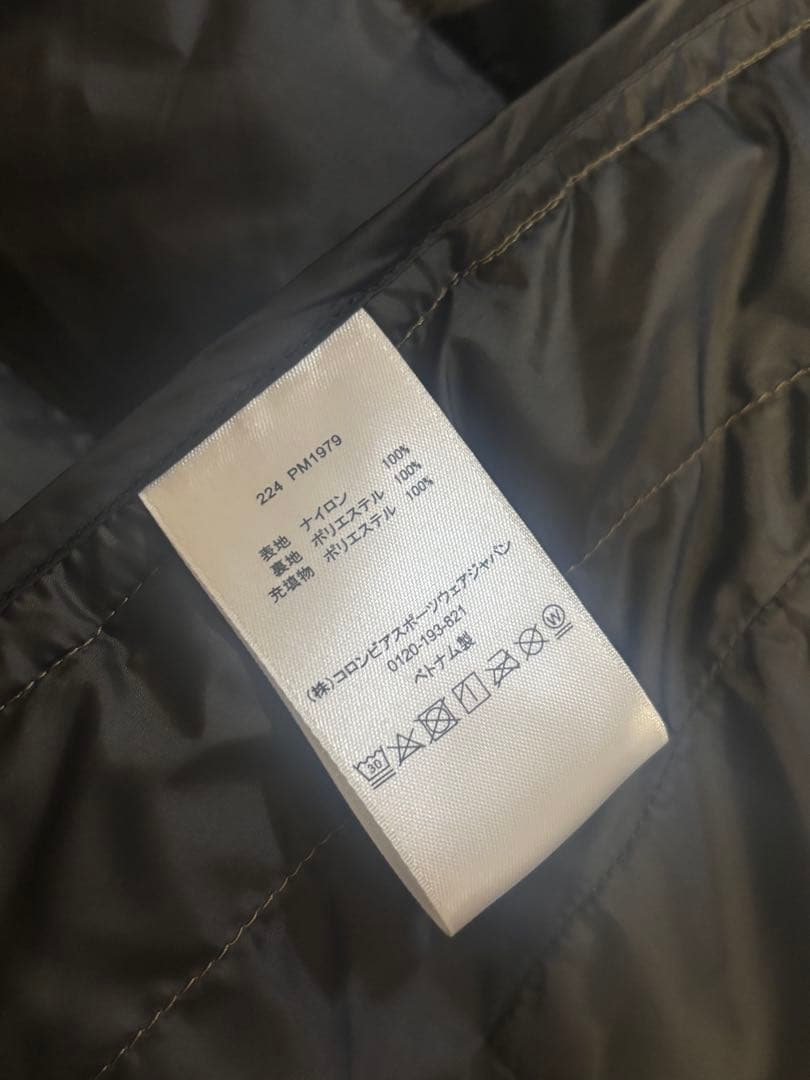 224 PM1979
表地 ナイロン 100%
裏地 ポリエステル 100%
充填物 ポリエステル 100%
(株)コロンビアスポーツウェアジャパン
0120-193-821
ベトナム製
30
W